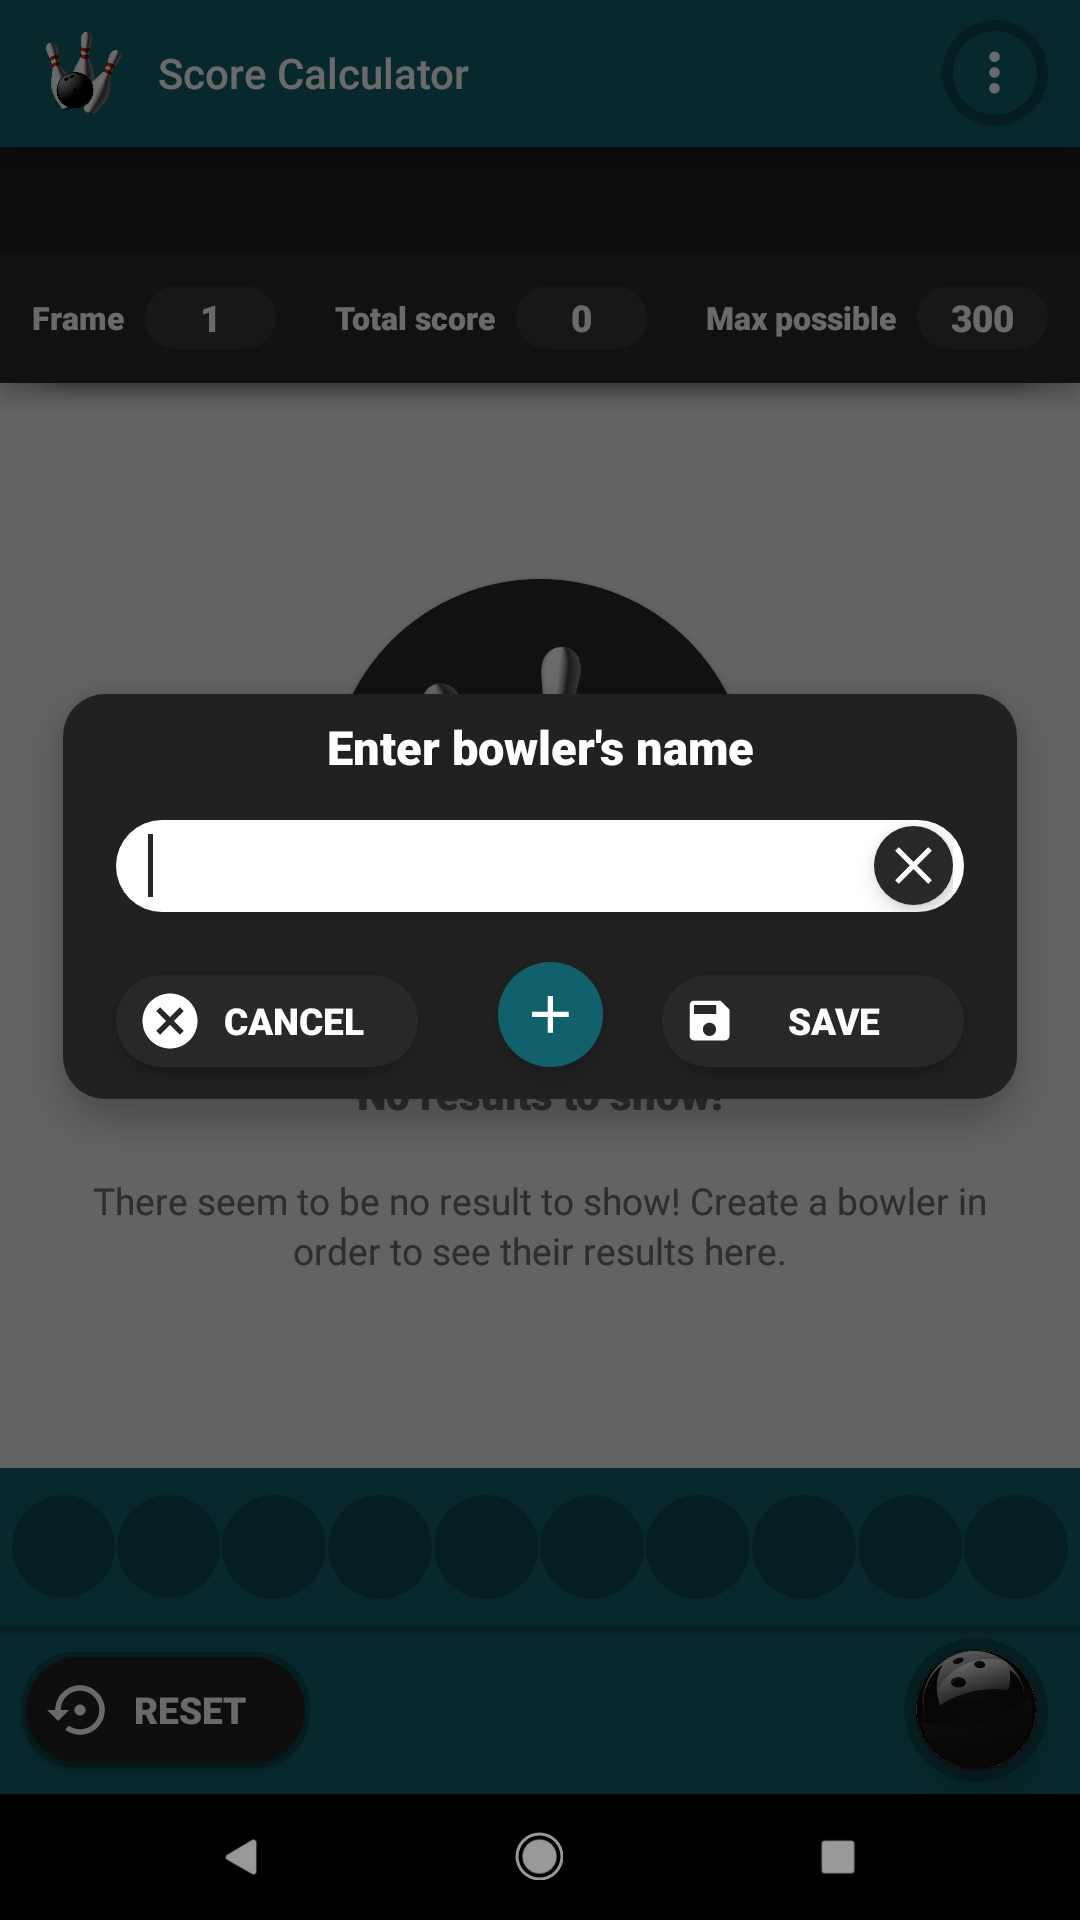 Score Calculator
Frame 1 Total score 0 Max possible 300
Enter bowler's name
CANCEL SAVE
No results to show!
There seem to be no result to show! Create a bowler in
order to see their results here.
RESET